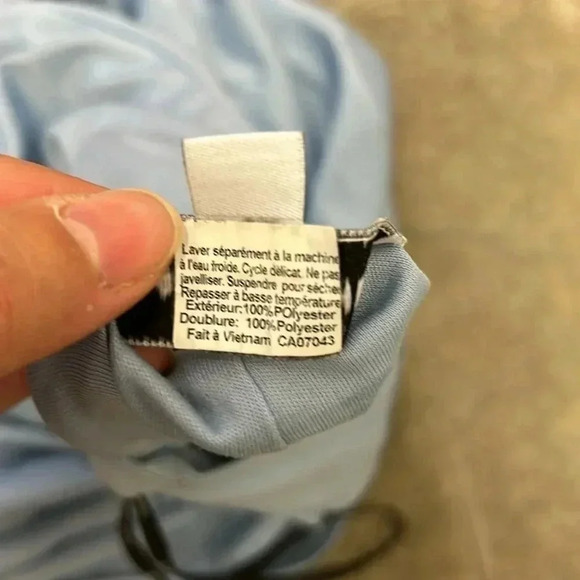 Laver séparément à la machine
à l'eau froide. Cycle délicat. Ne pas
javelliser. Suspendre pour séche
Repasser à basse température
Extérieur:100%POlyester
Doublure: 100%Polyester
Fait à Vietnam CA07043